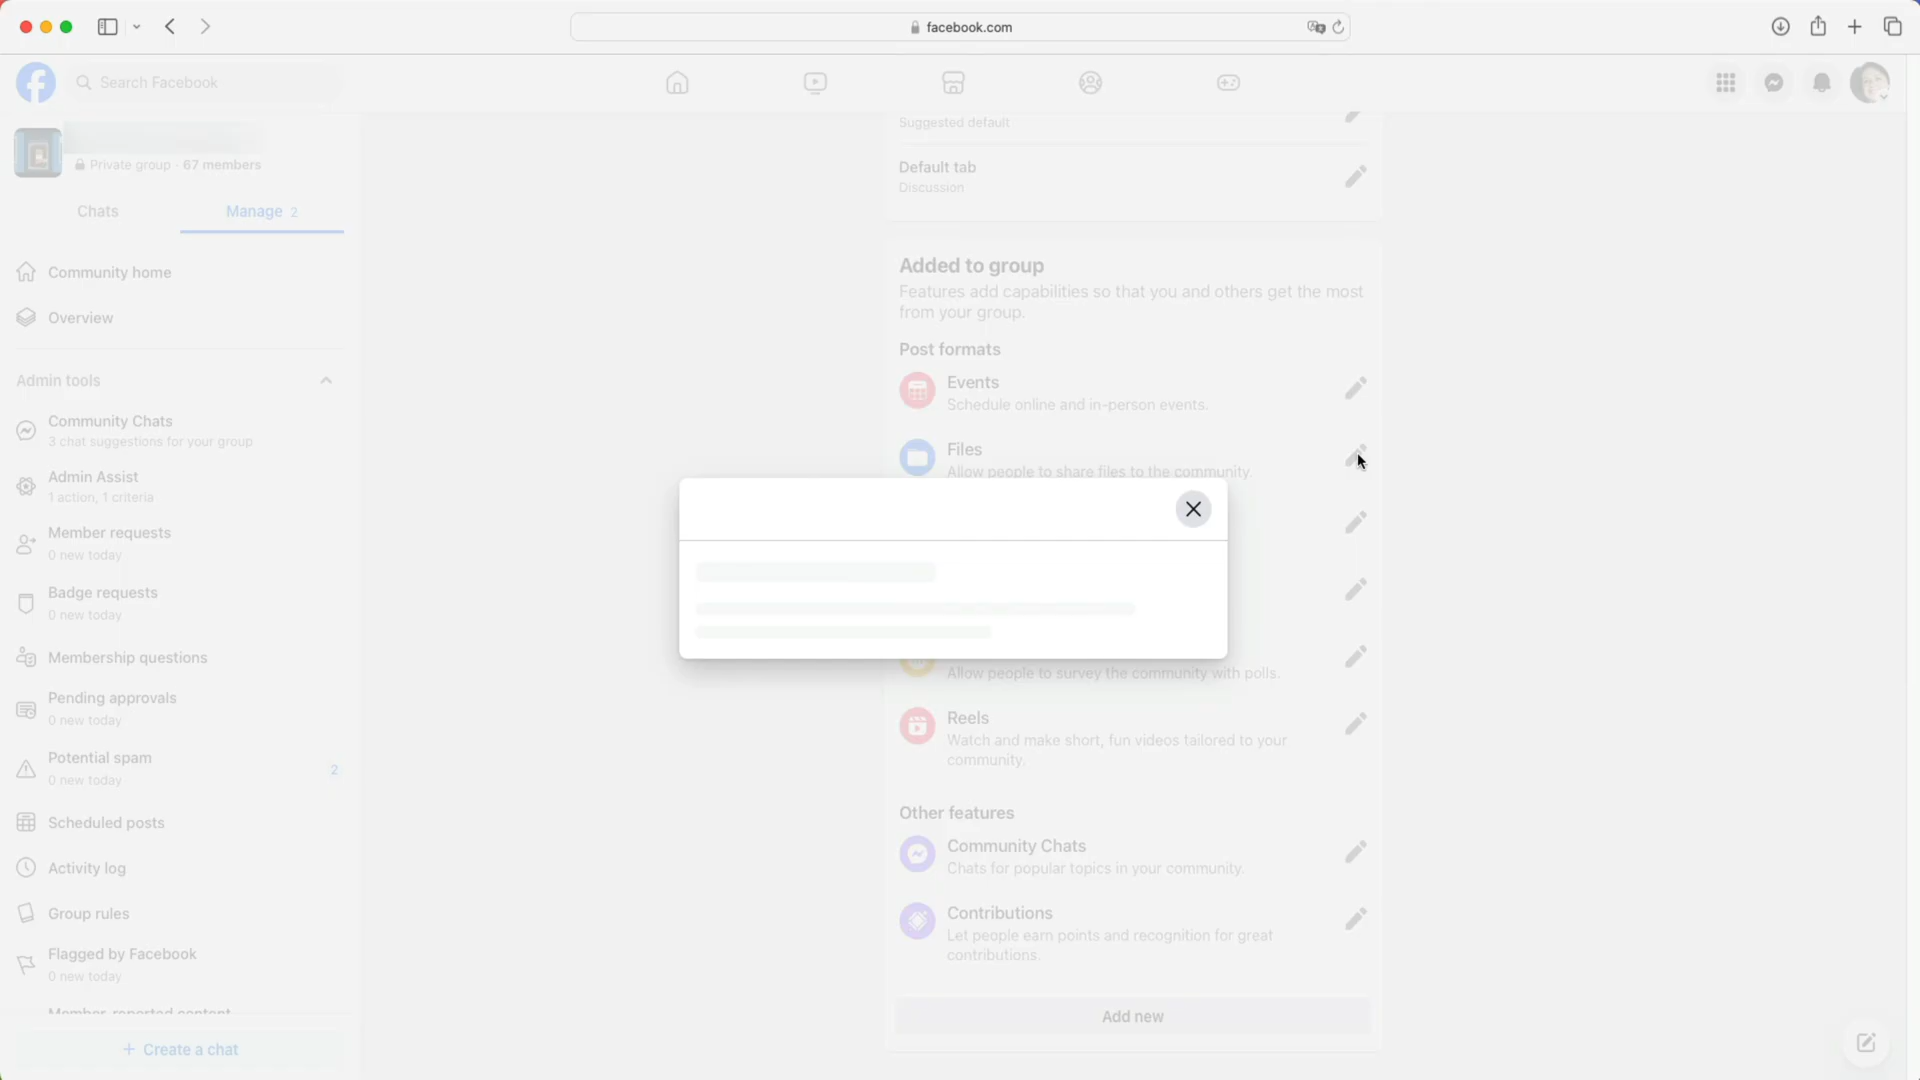 facebook.com
Search Facebook
Private group · 67 members
Chats
Manage 2
Community home
Overview
Admin tools
Community Chats
3 chat suggestions for your group
Admin Assist
1 action, 1 criteria
Member requests
0 new today
Badge requests
0 new today
Membership questions
Pending approvals
0 new today
Potential spam
0 new today
2
Scheduled posts
Activity log
Group rules
Flagged by Facebook
0 new today
Member-reported content
+ Create a chat
Suggested default
Default tab
Discussion
Added to group
Features add capabilities so that you and others get the most
from your group.
Post formats
Events
Schedule online and in-person events.
Files
Allow people to share files to the community.
Allow people to survey the community with polls.
Reels
Watch and make short, fun videos tailored to your
community.
Other features
Community Chats
Chats for popular topics in your community.
Contributions
Let people earn points and recognition for great
contributions.
Add new